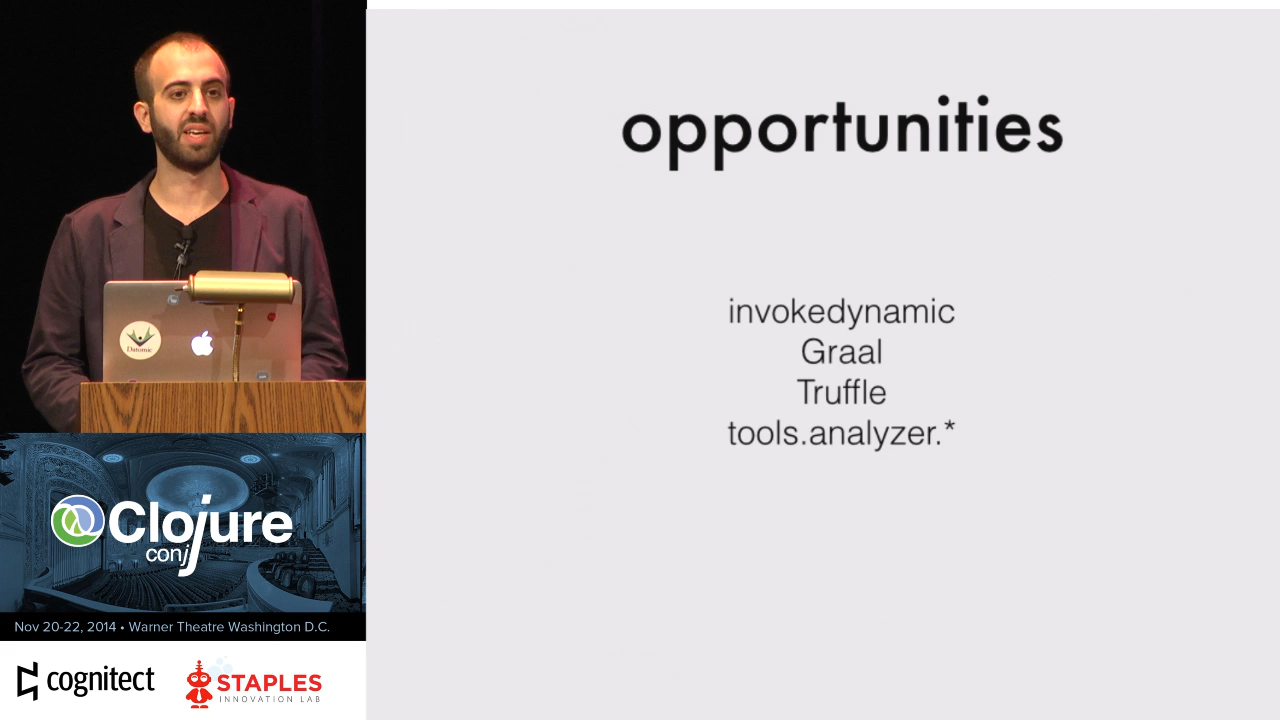 opportunities
invokedynamic
Graal
Truffle
tools.analyzer.*
Datomic
Clojure
conj
Nov 20-22, 2014 • Warner Theatre Washington D.C.
cognitect
STAPLES
INNOVATION LAB